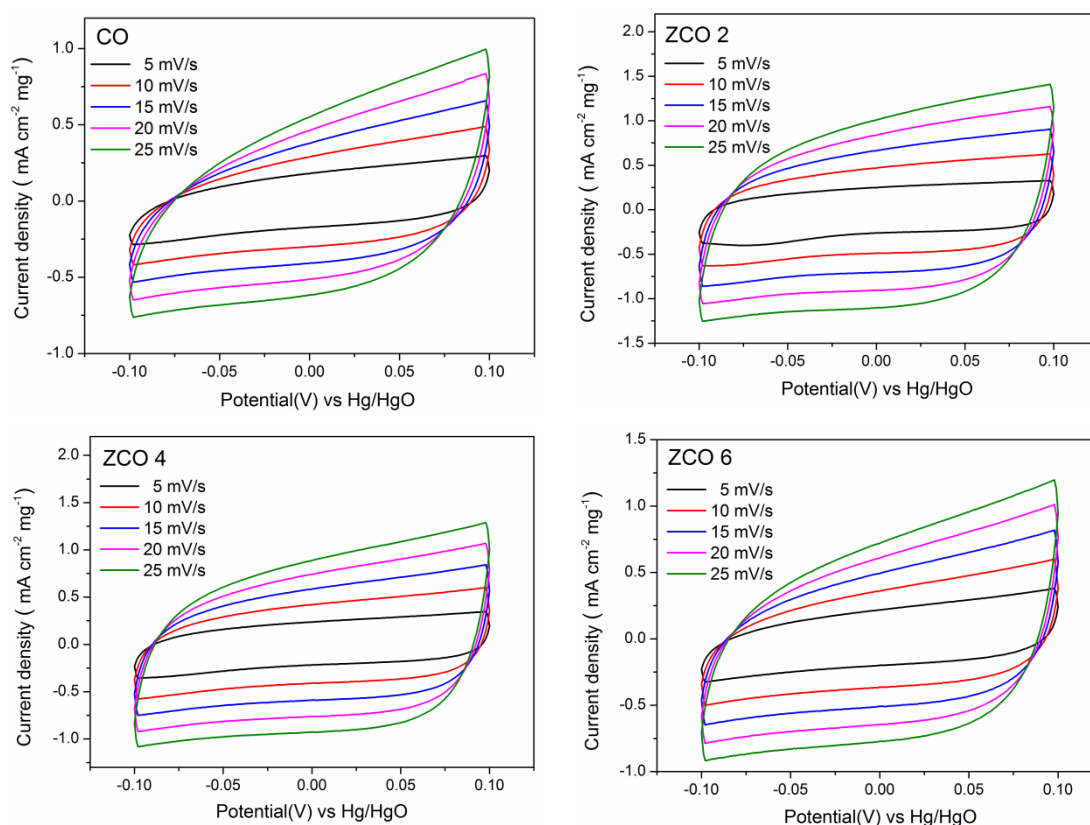 CO
5 mV/s
10 mV/s
15 mV/s
20 mV/s
25 mV/s
1.0
0.5
0.0
-0.5
-1.0
-0.10
-0.05
0.00
0.05
0.10
Current density ( mA cm-2 mg-1)
Potential(V) vs Hg/HgO
ZCO 2
5 mV/s
10 mV/s
15 mV/s
20 mV/s
25 mV/s
2.0
1.5
1.0
0.5
0.0
-0.5
-1.0
-1.5
-0.10
-0.05
0.00
0.05
0.10
Current density ( mA cm-2 mg-1)
Potential(V) vs Hg/HgO
ZCO 4
5 mV/s
10 mV/s
15 mV/s
20 mV/s
25 mV/s
2.0
1.5
1.0
0.5
0.0
-0.5
-1.0
-0.10
-0.05
0.00
0.05
0.10
Current density ( mA cm-2 mg-1)
Potential(V) vs Hg/HgO
ZCO 6
5 mV/s
10 mV/s
15 mV/s
20 mV/s
25 mV/s
1.5
1.0
0.5
0.0
-0.5
-1.0
-0.10
-0.05
0.00
0.05
0.10
Current density ( mA cm-2 mg-1)
Potential(V) vs Hg/HgO